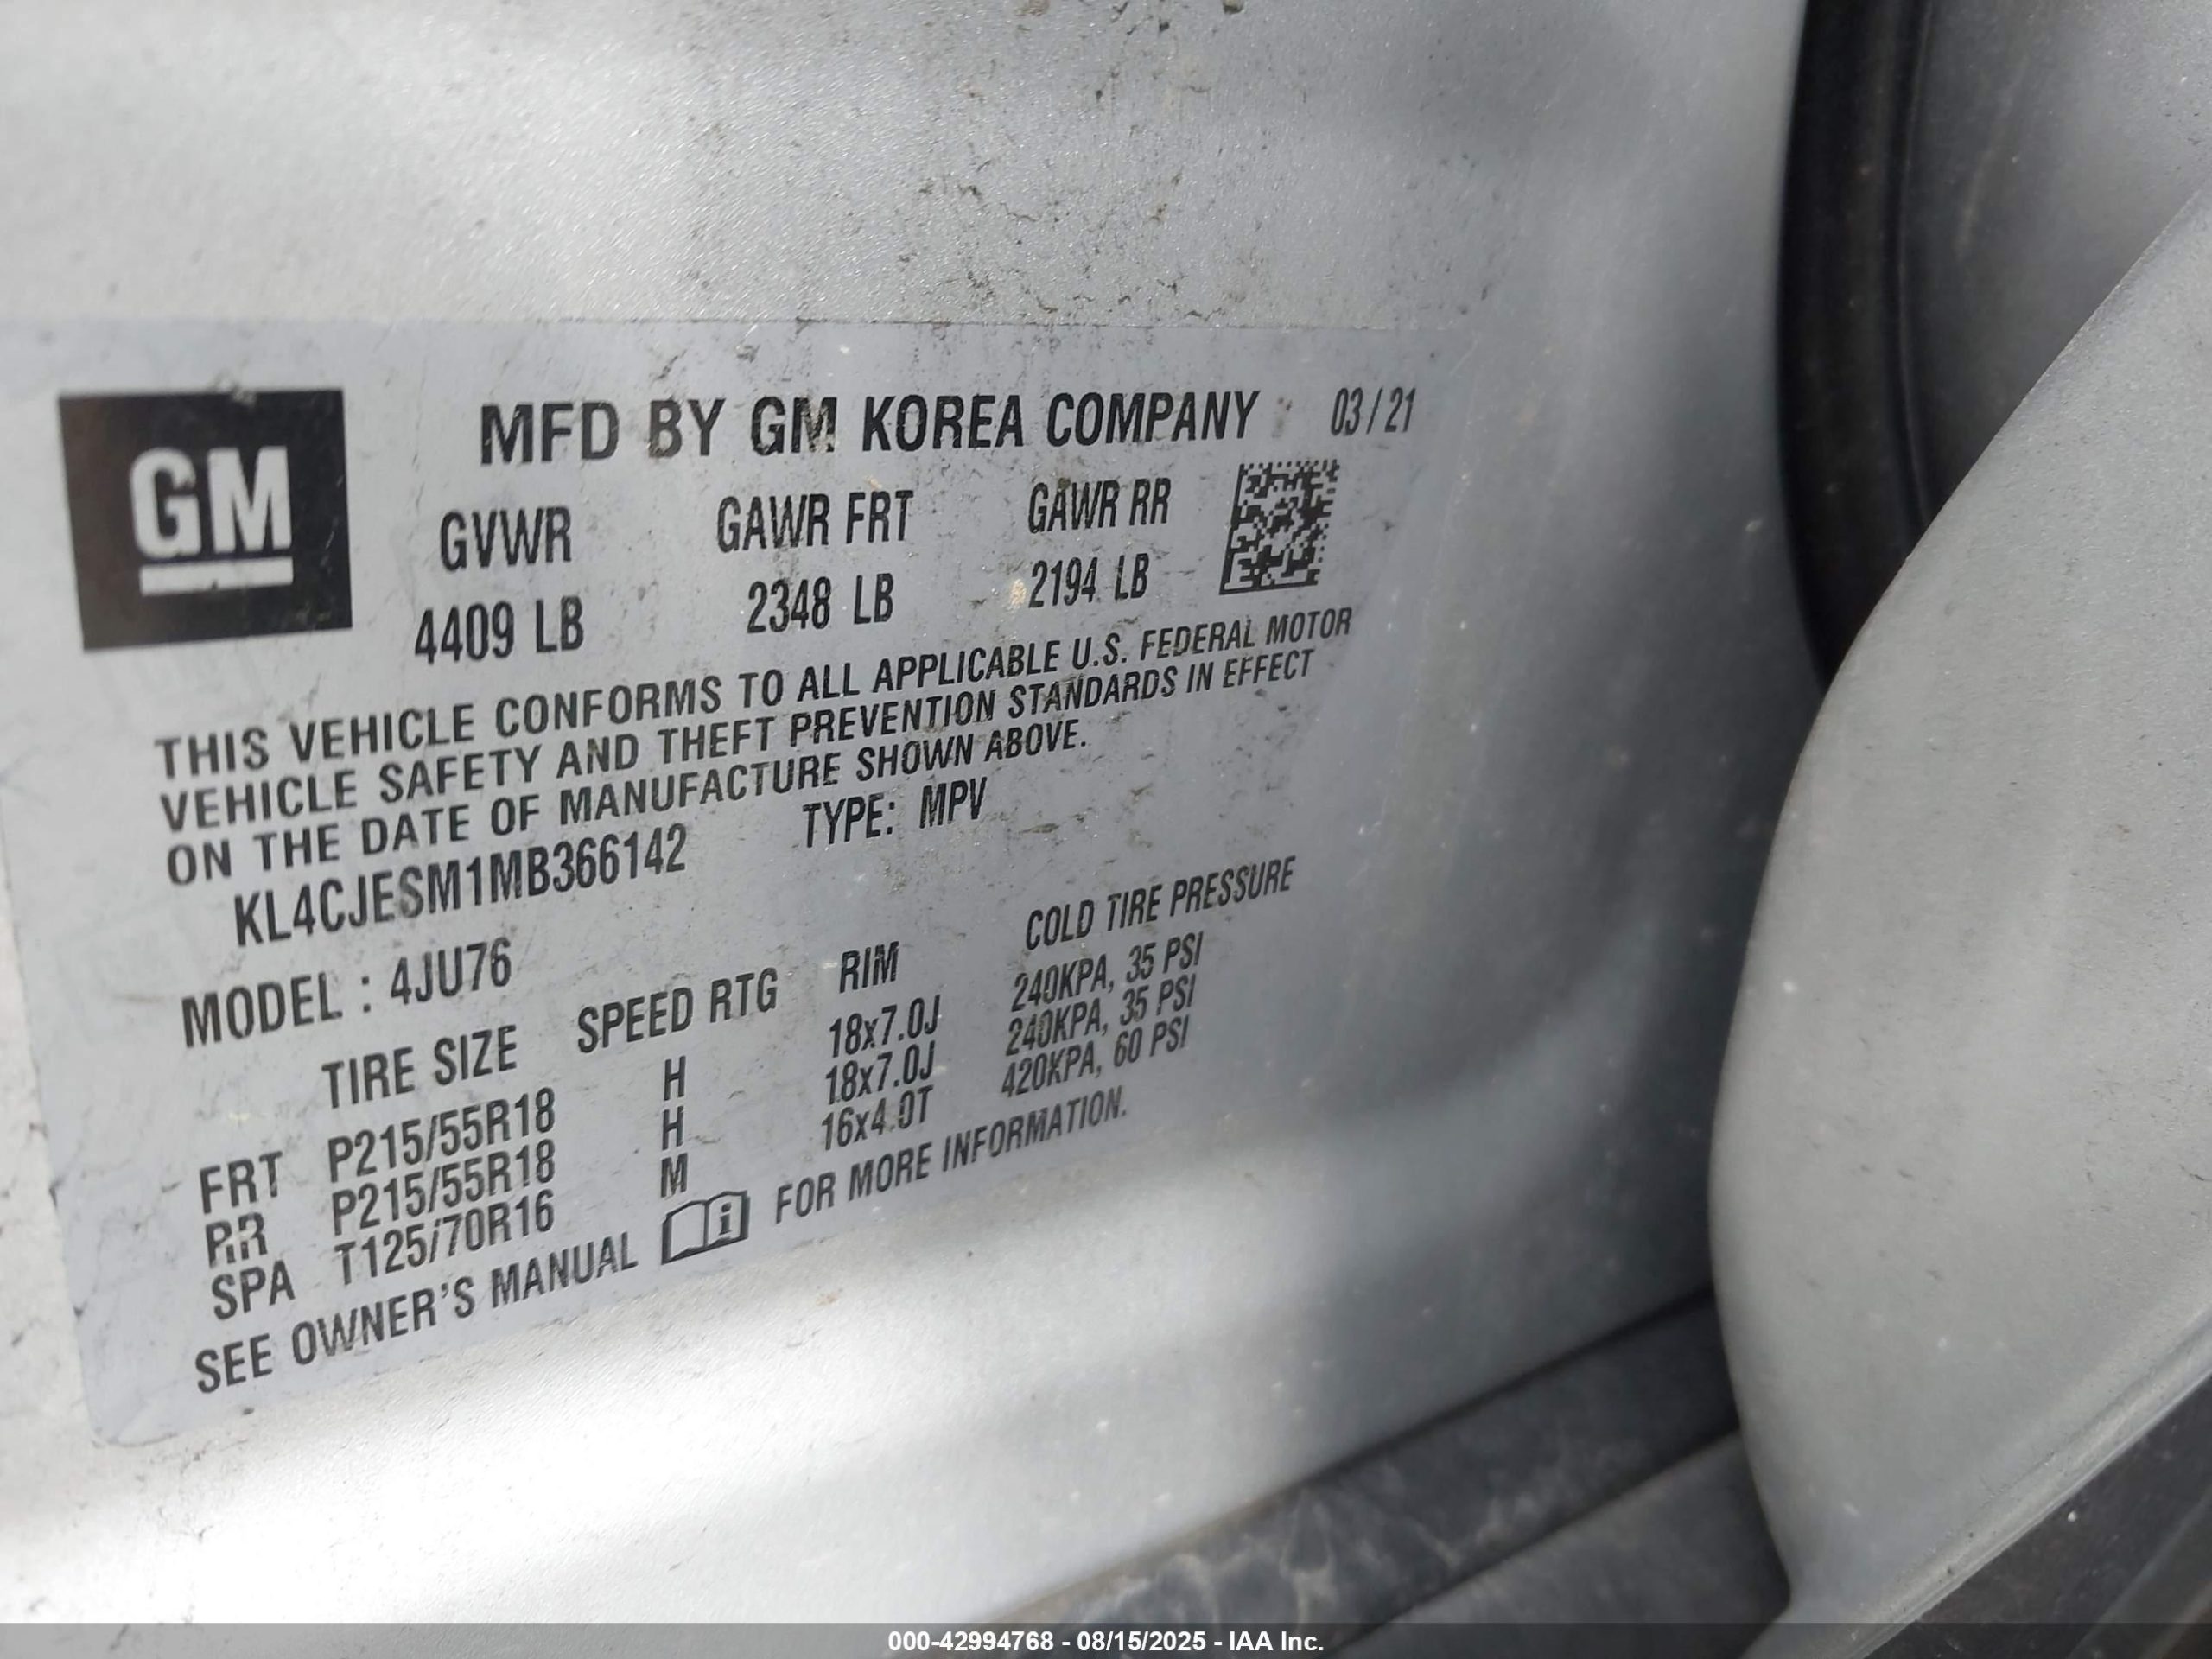 GM
MFD BY GM KOREA COMPANY 03/21
GVWR GAWR FRT GAWR RR
4409 LB 2348 LB 2194 LB
THIS VEHICLE CONFORMS TO ALL APPLICABLE U.S. FEDERAL MOTOR
VEHICLE SAFETY AND THEFT PREVENTION STANDARDS IN EFFECT
ON THE DATE OF MANUFACTURE SHOWN ABOVE.
KL4CJESM1MB366142 TYPE: MPV
MODEL : 4JU76
TIRE SIZE SPEED RTG RIM COLD TIRE PRESSURE
FRT P215/55R18 H 18x7.0J 240KPA, 35 PSI
RR P215/55R18 H 18x7.0J 240KPA, 35 PSI
SPA T125/70R16 M 16x4.0T 420KPA, 60 PSI
SEE OWNER'S MANUAL i FOR MORE INFORMATION.
000-42994768 - 08/15/2025 - IAA Inc.